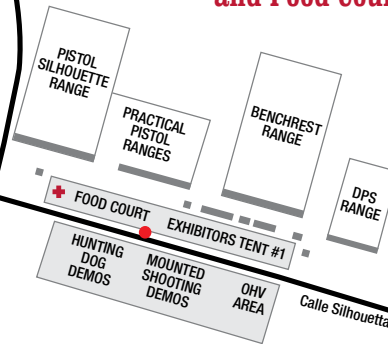 and Food Cour
PISTOL
SILHOUETTE
RANGE
PRACTICAL
PISTOL
RANGES
BENCHREST
RANGE
DPS
RANGE
FOOD COURT
EXHIBITORS TENT #1
HUNTING
DOG
DEMOS
MOUNTED
SHOOTING
DEMOS
OHV
AREA
Calle Silhouetta